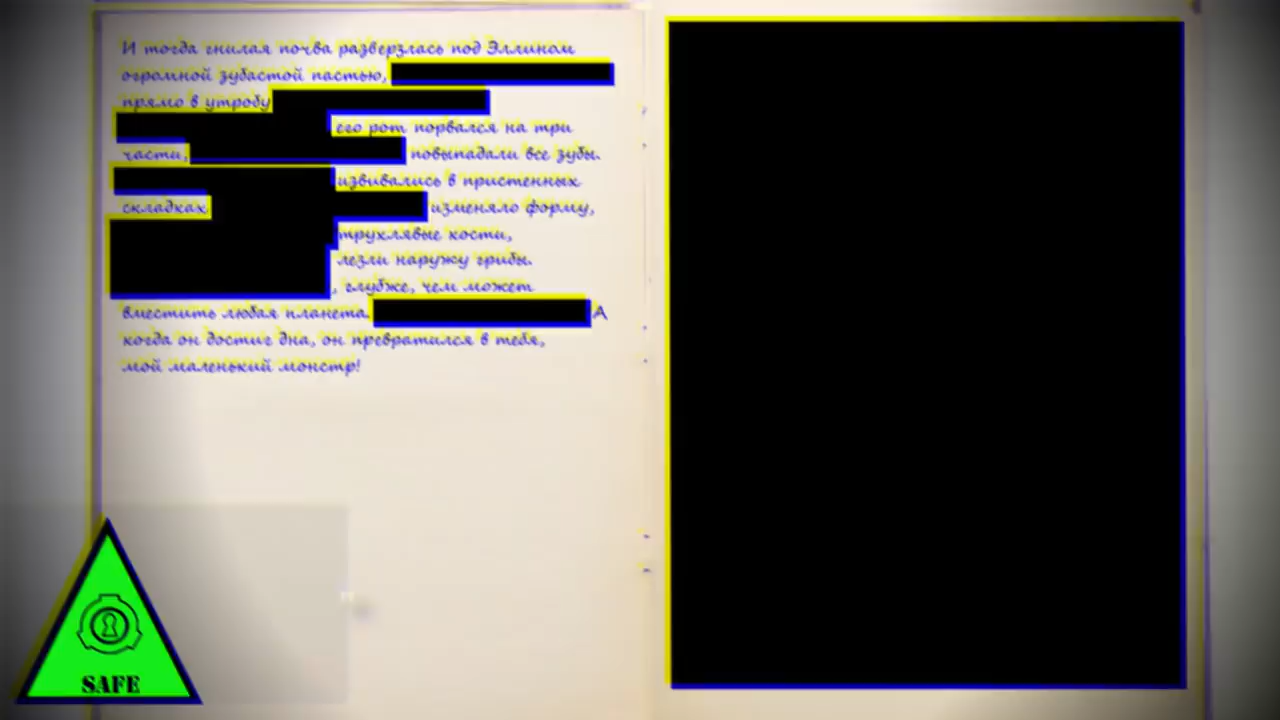 И тогда гнилая почва разверзлась под Эллином
огромной зубастой пастью,
прямо в утробу
его рот порвался на три
части, повыпадали все зубы.
извивались в пристенных
складках изменяло форму,
трухлявые кости,
лезли наружу грибы.
, глубже, чем может
вместить любая планета. А
когда он достиг дна, он превратился в тебя,
мой маленький монстр!
SAFE